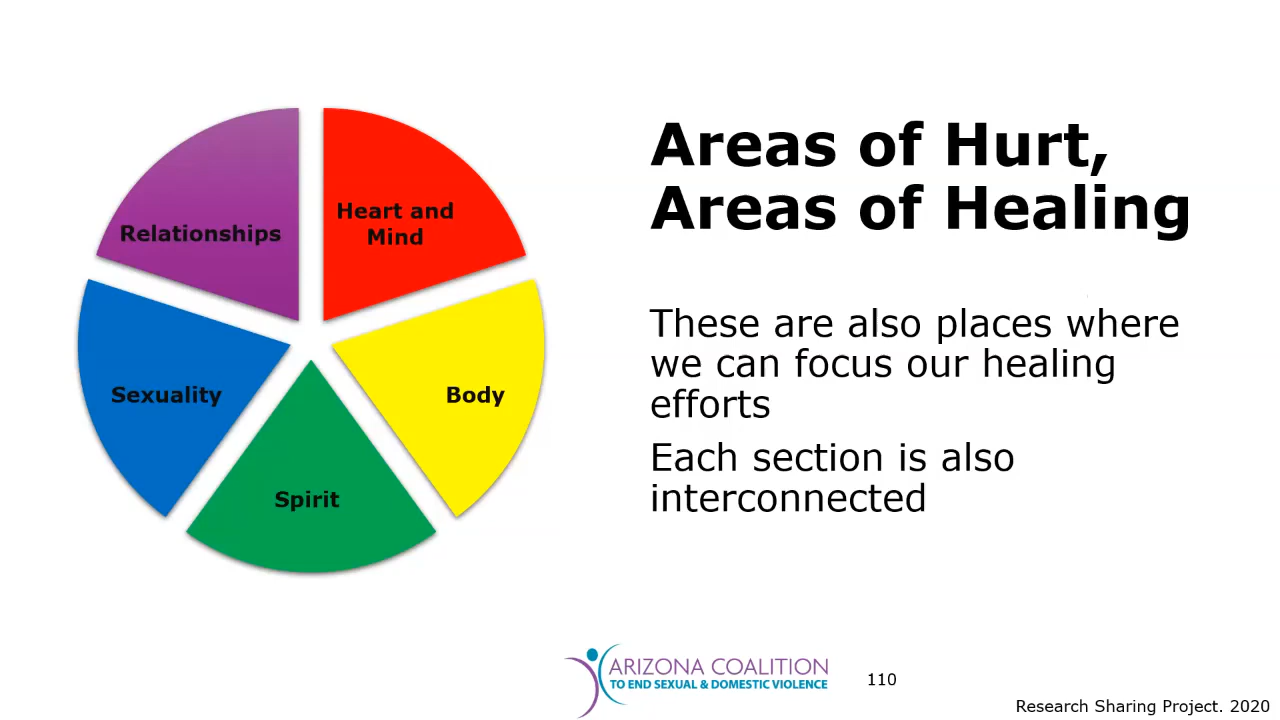 Areas of Hurt,
Areas of Healing
Relationships
Heart and
Mind
Sexuality
Body
Spirit
These are also places where
we can focus our healing
efforts
Each section is also
interconnected
ARIZONA COALITION
TO END SEXUAL & DOMESTIC VIOLENCE
110
Research Sharing Project. 2020